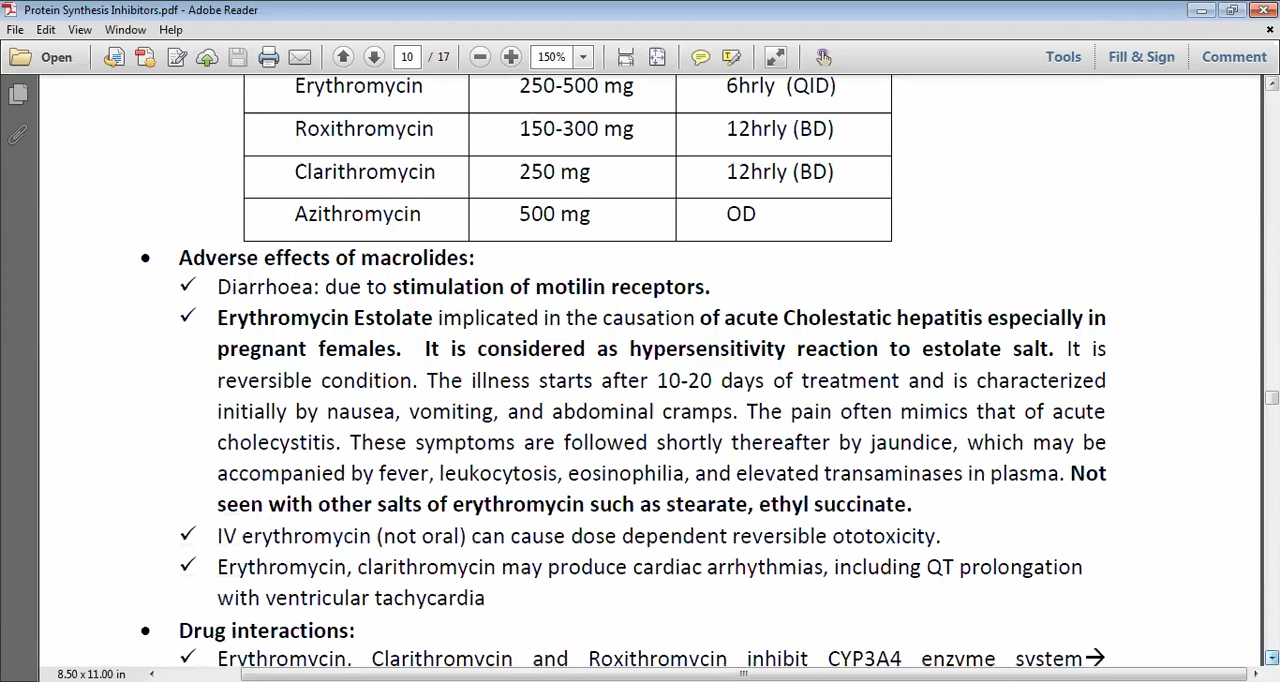 Protein Synthesis Inhibitors.pdf - Adobe Reader
File Edit View Window Help
Open 10 / 17 150% Tools Fill & Sign Comment
Erythromycin 250-500 mg 6hrly (QID)
Roxithromycin 150-300 mg 12hrly (BD)
Clarithromycin 250 mg 12hrly (BD)
Azithromycin 500 mg OD
• Adverse effects of macrolides:
✓ Diarrhoea: due to stimulation of motilin receptors.
✓ Erythromycin Estolate implicated in the causation of acute Cholestatic hepatitis especially in
pregnant females. It is considered as hypersensitivity reaction to estolate salt. It is
reversible condition. The illness starts after 10-20 days of treatment and is characterized
initially by nausea, vomiting, and abdominal cramps. The pain often mimics that of acute
cholecystitis. These symptoms are followed shortly thereafter by jaundice, which may be
accompanied by fever, leukocytosis, eosinophilia, and elevated transaminases in plasma. Not
seen with other salts of erythromycin such as stearate, ethyl succinate.
✓ IV erythromycin (not oral) can cause dose dependent reversible ototoxicity.
✓ Erythromycin, clarithromycin may produce cardiac arrhythmias, including QT prolongation
with ventricular tachycardia
• Drug interactions:
✓ Erythromycin, Clarithromycin and Roxithromycin inhibit CYP3A4 enzyme system→
8.50 x 11.00 in